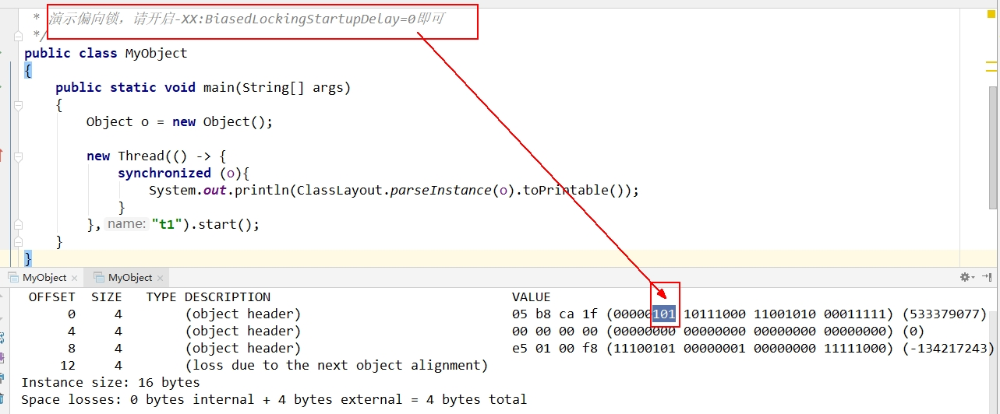 * 演示偏向锁，请开启-XX:BiasedLockingStartupDelay=0即可
*/
public class MyObject
{
public static void main(String[] args)
{
Object o = new Object();
new Thread(() -> {
synchronized (o){
System.out.println(ClassLayout.parseInstance(o).toPrintable());
}
}, name: "t1").start();
}
}
MyObject × MyObject ×
OFFSET SIZE TYPE DESCRIPTION VALUE
0 4 (object header) 05 b8 ca 1f (00000101 10111000 11001010 00011111) (533379077)
4 4 (object header) 00 00 00 00 (00000000 00000000 00000000 00000000) (0)
8 4 (object header) e5 01 00 f8 (11100101 00000001 00000000 11111000) (-134217243)
12 4 (loss due to the next object alignment)
Instance size: 16 bytes
Space losses: 0 bytes internal + 4 bytes external = 4 bytes total